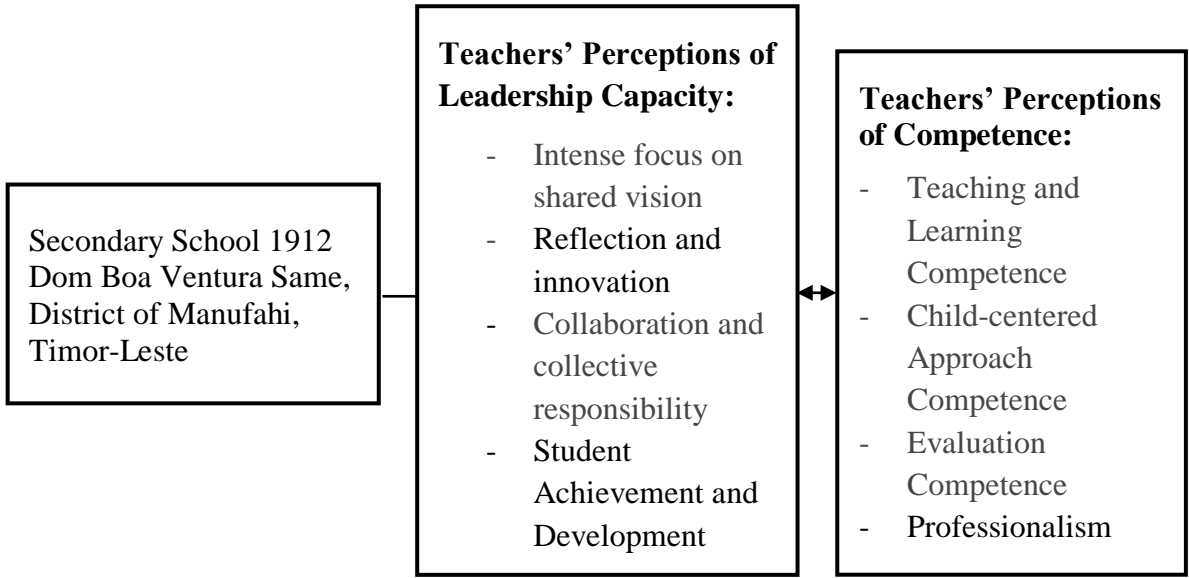 Secondary School 1912
Dom Boa Ventura Same,
District of Manufahi,
Timor-Leste
Teachers’ Perceptions of
Leadership Capacity:
- Intense focus on
shared vision
- Reflection and
innovation
- Collaboration and
collective
responsibility
- Student
Achievement and
Development
Teachers’ Perceptions
of Competence:
- Teaching and
Learning
Competence
- Child-centered
Approach
Competence
- Evaluation
Competence
- Professionalism